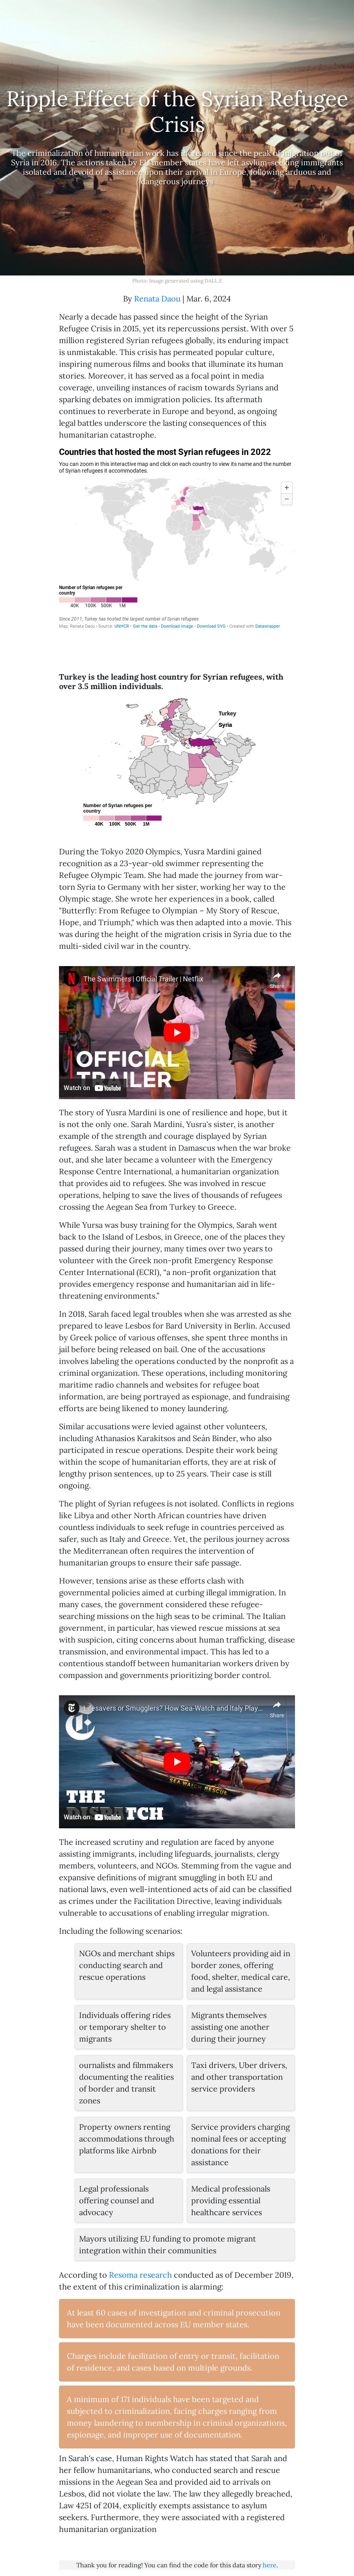 Ripple Effect of the Syrian Refugee
Crisis
The criminalization of humanitarian work has increased since the peak of migration from
Syria in 2016. The actions taken by EU member states have left asylum-seeking immigrants
isolated and devoid of assistance upon their arrival in Europe, following arduous and
dangerous journeys
Photo: Image generated using DALL.E
By Renata Daou | Mar. 6, 2024
Nearly a decade has passed since the height of the Syrian
Refugee Crisis in 2015, yet its repercussions persist. With over 5
million registered Syrian refugees globally, its enduring impact
is unmistakable. This crisis has permeated popular culture,
inspiring numerous films and books that illuminate its human
stories. Moreover, it has served as a focal point in media
coverage, unveiling instances of racism towards Syrians and
sparking debates on immigration policies. Its aftermath
continues to reverberate in Europe and beyond, as ongoing
legal battles underscore the lasting consequences of this
humanitarian catastrophe.
Countries that hosted the most Syrian refugees in 2022
You can zoom in this interactive map and click on each country to view its name and the number
of Syrian refugees it accommodates.
+
−
Number of Syrian refugees per
country
40K 100K 500K 1M
Since 2011, Turkey has hosted the largest number of Syrian refugees
Map: Renata Daou • Source: UNHCR • Get the data • Download image • Download SVG • Created with Datawrapper
Turkey is the leading host country for Syrian refugees, with
over 3.5 million individuals.
Turkey
Syria
Number of Syrian refugees per
country
40K 100K 500K 1M
During the Tokyo 2020 Olympics, Yusra Mardini gained
recognition as a 23-year-old swimmer representing the
Refugee Olympic Team. She had made the journey from war-
torn Syria to Germany with her sister, working her way to the
Olympic stage. She wrote her experiences in a book, called
"Butterfly: From Refugee to Olympian – My Story of Rescue,
Hope, and Triumph," which was then adapted into a movie. This
was during the height of the migration crisis in Syria due to the
multi-sided civil war in the country.
The Swimmers | Official Trailer | Netflix
Share
OFFICIAL
TRAILER
Watch on YouTube
The story of Yusra Mardini is one of resilience and hope, but it
is not the only one. Sarah Mardini, Yusra's sister, is another
example of the strength and courage displayed by Syrian
refugees. Sarah was a student in Damascus when the war broke
out, and she later became a volunteer with the Emergency
Response Centre International, a humanitarian organization
that provides aid to refugees. She was involved in rescue
operations, helping to save the lives of thousands of refugees
crossing the Aegean Sea from Turkey to Greece.
While Yursa was busy training for the Olympics, Sarah went
back to the Island of Lesbos, in Greece, one of the places they
passed during their journey, many times over two years to
volunteer with the Greek non-profit Emergency Response
Center International (ECRI), “a non-profit organization that
provides emergency response and humanitarian aid in life-
threatening environments.”
In 2018, Sarah faced legal troubles when she was arrested as she
prepared to leave Lesbos for Bard University in Berlin. Accused
by Greek police of various offenses, she spent three months in
jail before being released on bail. One of the accusations
involves labeling the operations conducted by the nonprofit as a
criminal organization. These operations, including monitoring
maritime radio channels and websites for refugee boat
information, are being portrayed as espionage, and fundraising
efforts are being likened to money laundering.
Similar accusations were levied against other volunteers,
including Athanasios Karakitsos and Seán Binder, who also
participated in rescue operations. Despite their work being
within the scope of humanitarian efforts, they are at risk of
lengthy prison sentences, up to 25 years. Their case is still
ongoing.
The plight of Syrian refugees is not isolated. Conflicts in regions
like Libya and other North African countries have driven
countless individuals to seek refuge in countries perceived as
safer, such as Italy and Greece. Yet, the perilous journey across
the Mediterranean often requires the intervention of
humanitarian groups to ensure their safe passage.
However, tensions arise as these efforts clash with
governmental policies aimed at curbing illegal immigration. In
many cases, the government considered these refugee-
searching missions on the high seas to be criminal. The Italian
government, in particular, has viewed rescue missions at sea
with suspicion, citing concerns about human trafficking, disease
transmission, and environmental impact. This has led to a
contentious standoff between humanitarian workers driven by
compassion and governments prioritizing border control.
Lifesavers or Smugglers? How Sea-Watch and Italy Play...
Share
SEA-WATCH RESCUE
THE
DISPATCH
Watch on YouTube
The increased scrutiny and regulation are faced by anyone
assisting immigrants, including lifeguards, journalists, clergy
members, volunteers, and NGOs. Stemming from the vague and
expansive definitions of migrant smuggling in both EU and
national laws, even well-intentioned acts of aid can be classified
as crimes under the Facilitation Directive, leaving individuals
vulnerable to accusations of enabling irregular migration.
Including the following scenarios:
NGOs and merchant ships
conducting search and
rescue operations
Volunteers providing aid in
border zones, offering
food, shelter, medical care,
and legal assistance
Individuals offering rides
or temporary shelter to
migrants
Migrants themselves
assisting one another
during their journey
ournalists and filmmakers
documenting the realities
of border and transit
zones
Taxi drivers, Uber drivers,
and other transportation
service providers
Property owners renting
accommodations through
platforms like Airbnb
Service providers charging
nominal fees or accepting
donations for their
assistance
Legal professionals
offering counsel and
advocacy
Medical professionals
providing essential
healthcare services
Mayors utilizing EU funding to promote migrant
integration within their communities
According to Resoma research conducted as of December 2019,
the extent of this criminalization is alarming:
At least 60 cases of investigation and criminal prosecution
have been documented across EU member states.
Charges include facilitation of entry or transit, facilitation
of residence, and cases based on multiple grounds.
A minimum of 171 individuals have been targeted and
subjected to criminalization, facing charges ranging from
money laundering to membership in criminal organizations,
espionage, and improper use of documentation.
In Sarah's case, Human Rights Watch has stated that Sarah and
her fellow humanitarians, who conducted search and rescue
missions in the Aegean Sea and provided aid to arrivals on
Lesbos, did not violate the law. The law they allegedly breached,
Law 4251 of 2014, explicitly exempts assistance to asylum
seekers. Furthermore, they were associated with a registered
humanitarian organization
Thank you for reading! You can find the code for this data story here.